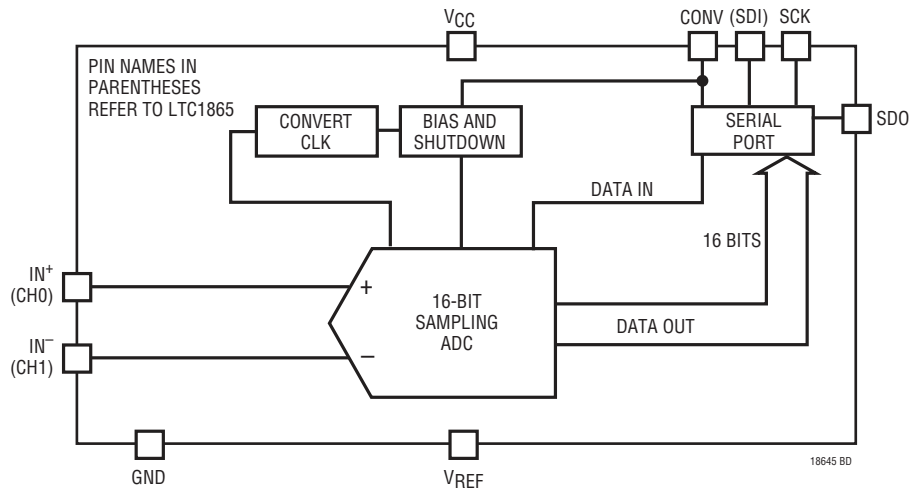 VCC
CONV (SDI) SCK
PIN NAMES IN
PARENTHESES
REFER TO LTC1865
CONVERT
CLK
BIAS AND
SHUTDOWN
SERIAL
PORT
SDO
DATA IN
16 BITS
IN+
(CH0)
+
16-BIT
SAMPLING
ADC
DATA OUT
IN−
(CH1)
−
GND
VREF
18645 BD